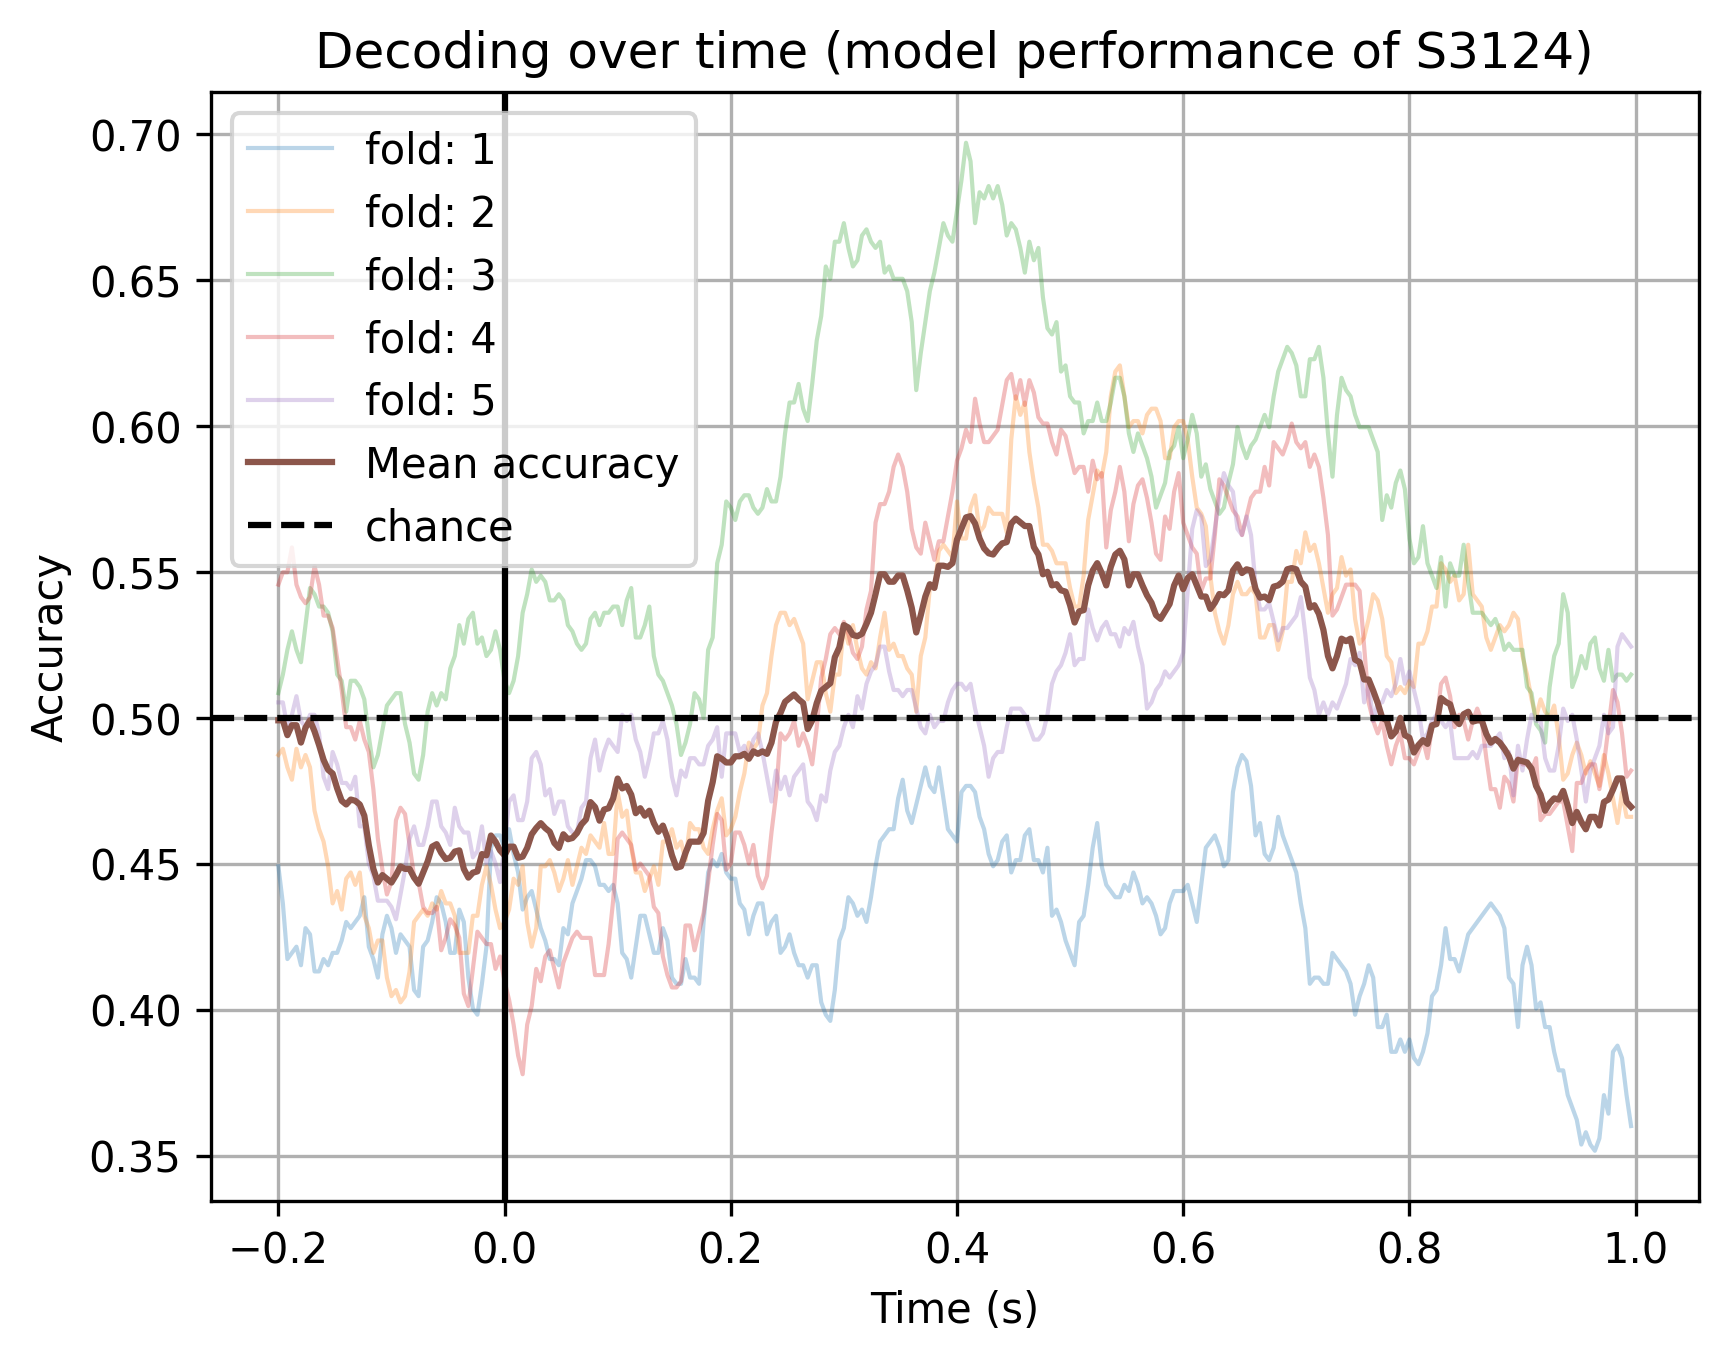 Decoding over time (model performance of S3124)
fold: 1
fold: 2
fold: 3
fold: 4
fold: 5
Mean accuracy
chance
Accuracy
0.70
0.65
0.60
0.55
0.50
0.45
0.40
0.35
−0.2 0.0 0.2 0.4 0.6 0.8 1.0
Time (s)